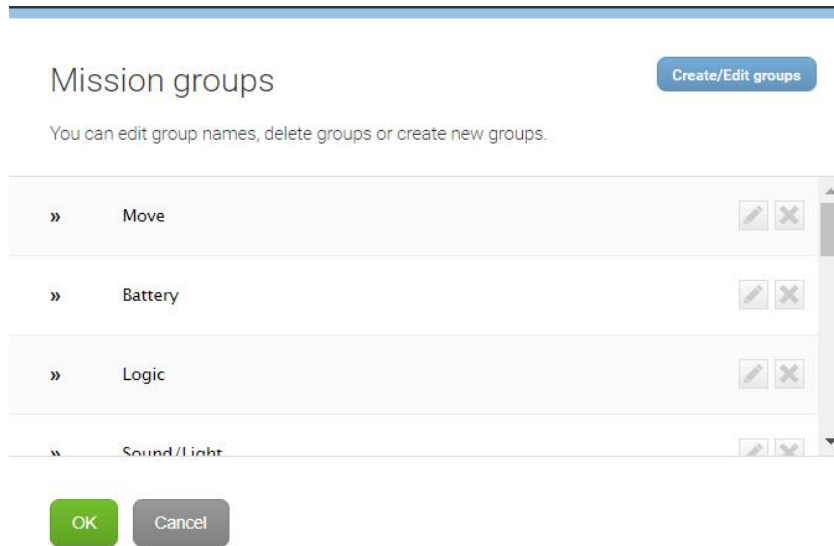 Mission groups
Create/Edit groups
You can edit group names, delete groups or create new groups.
» Move
» Battery
» Logic
» Sound/Light
OK
Cancel